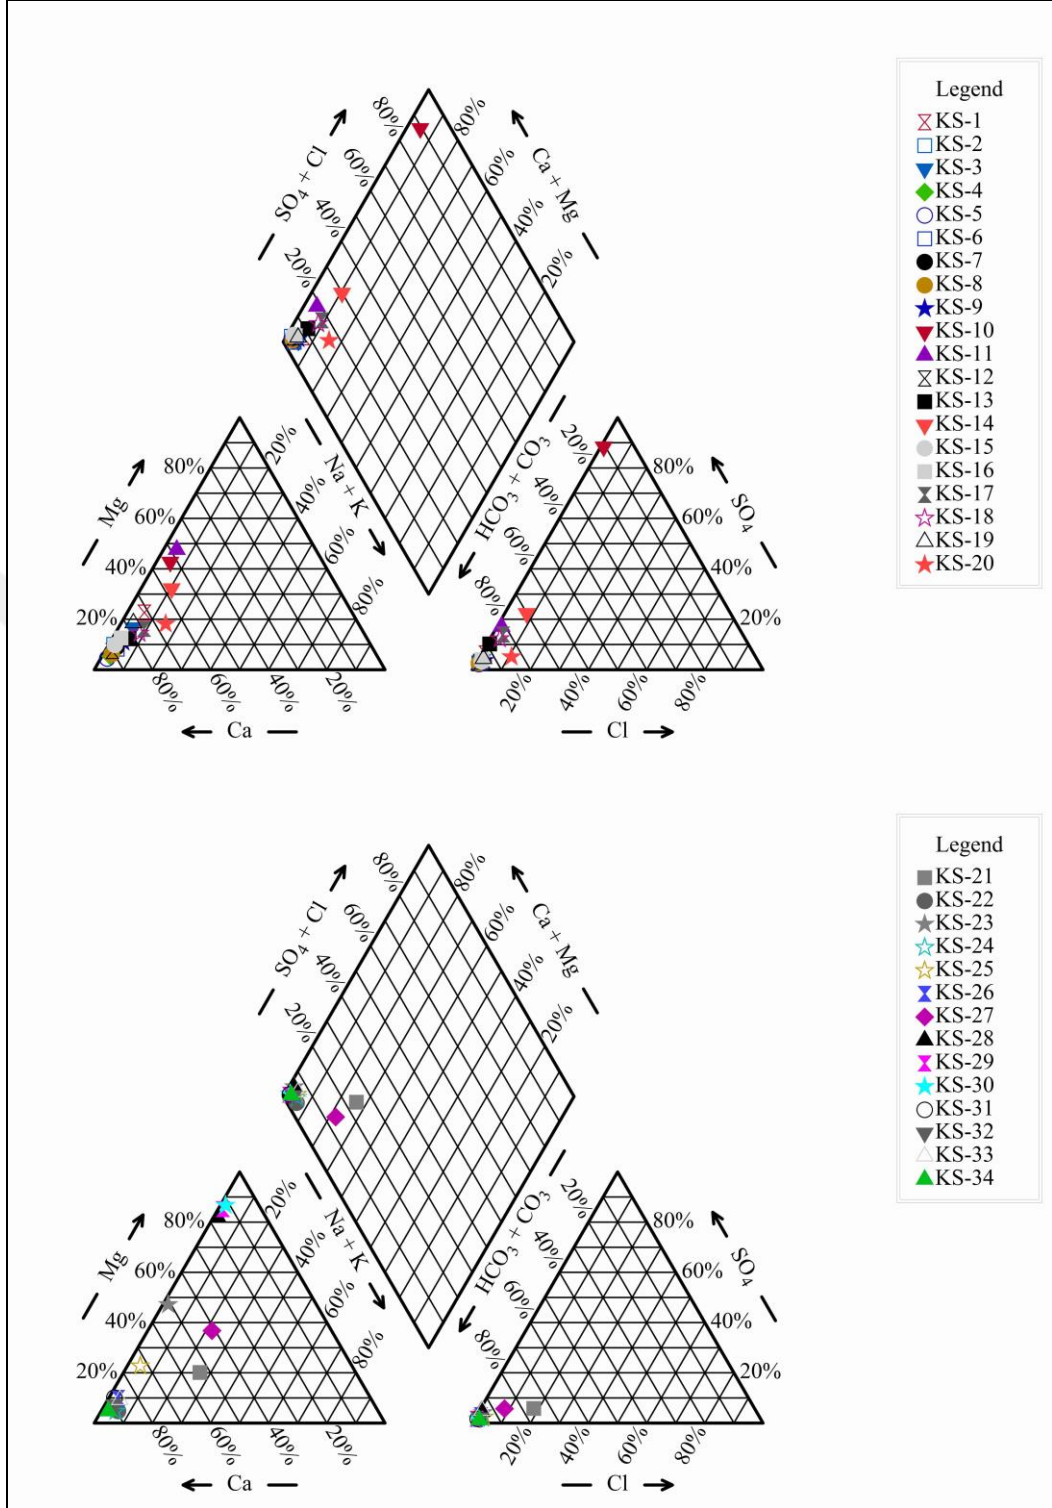 Legend
KS-1
KS-2
KS-3
KS-4
KS-5
KS-6
KS-7
KS-8
KS-9
KS-10
KS-11
KS-12
KS-13
KS-14
KS-15
KS-16
KS-17
KS-18
KS-19
KS-20
80% 80%
60% 60%
40% 40%
20% 20%
SO₄ + Cl
Ca + Mg
Mg
Na + K
HCO₃ + CO₃
SO₄
80% 20% 20% 80%
60% 40% 40% 60%
40% 60% 60% 40%
20% 80% 80% 20%
80% 60% 40% 20% 20% 40% 60% 80%
Ca
Cl
Legend
KS-21
KS-22
KS-23
KS-24
KS-25
KS-26
KS-27
KS-28
KS-29
KS-30
KS-31
KS-32
KS-33
KS-34
80% 80%
60% 60%
40% 40%
20% 20%
SO₄ + Cl
Ca + Mg
Mg
Na + K
HCO₃ + CO₃
SO₄
80% 20% 20% 80%
60% 40% 40% 60%
40% 60% 60% 40%
20% 80% 80% 20%
80% 60% 40% 20% 20% 40% 60% 80%
Ca
Cl